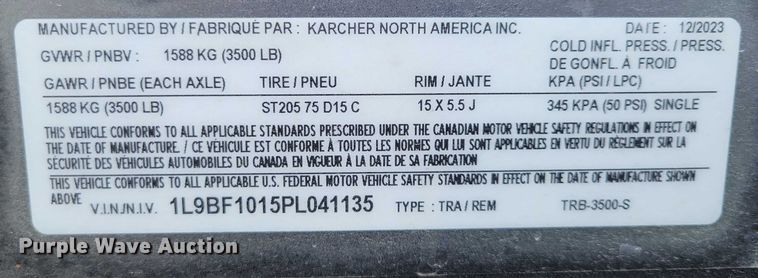 MANUFACTURED BY / FABRIQUÉ PAR : KARCHER NORTH AMERICA INC. DATE : 12/2023
GVWR / PNBV : 1588 KG (3500 LB) COLD INFL. PRESS. / PRESS. DE GONFL. À FROID
GAWR / PNBE (EACH AXLE) TIRE / PNEU RIM / JANTE KPA (PSI / LPC)
1588 KG (3500 LB) ST205 75 D15 C 15 X 5.5 J 345 KPA (50 PSI) SINGLE
THIS VEHICLE CONFORMS TO ALL APPLICABLE STANDARDS PRESCRIBED UNDER THE CANADIAN MOTOR VEHICLE SAFETY REGULATIONS IN EFFECT ON
THE DATE OF MANUFACTURE. / CE VÉHICULE EST CONFORME À TOUTES LES NORMES QUI LUI SONT APPLICABLES EN VERTU DU RÈGLEMENT SUR LA
SÉCURITÉ DES VÉHICULES AUTOMOBILES DU CANADA EN VIGUEUR À LA DATE DE SA FABRICATION
THIS VEHICLE CONFORMS TO ALL APPLICABLE U.S. FEDERAL MOTOR VEHICLE SAFETY STANDARDS IN EFFECT ON THE DATE OF MANUFACTURE SHOWN
ABOVE
V.I.N./N.I.V. 1L9BF1015PL041135 TYPE : TRA / REM TRB-3500-S
Purple Wave Auction